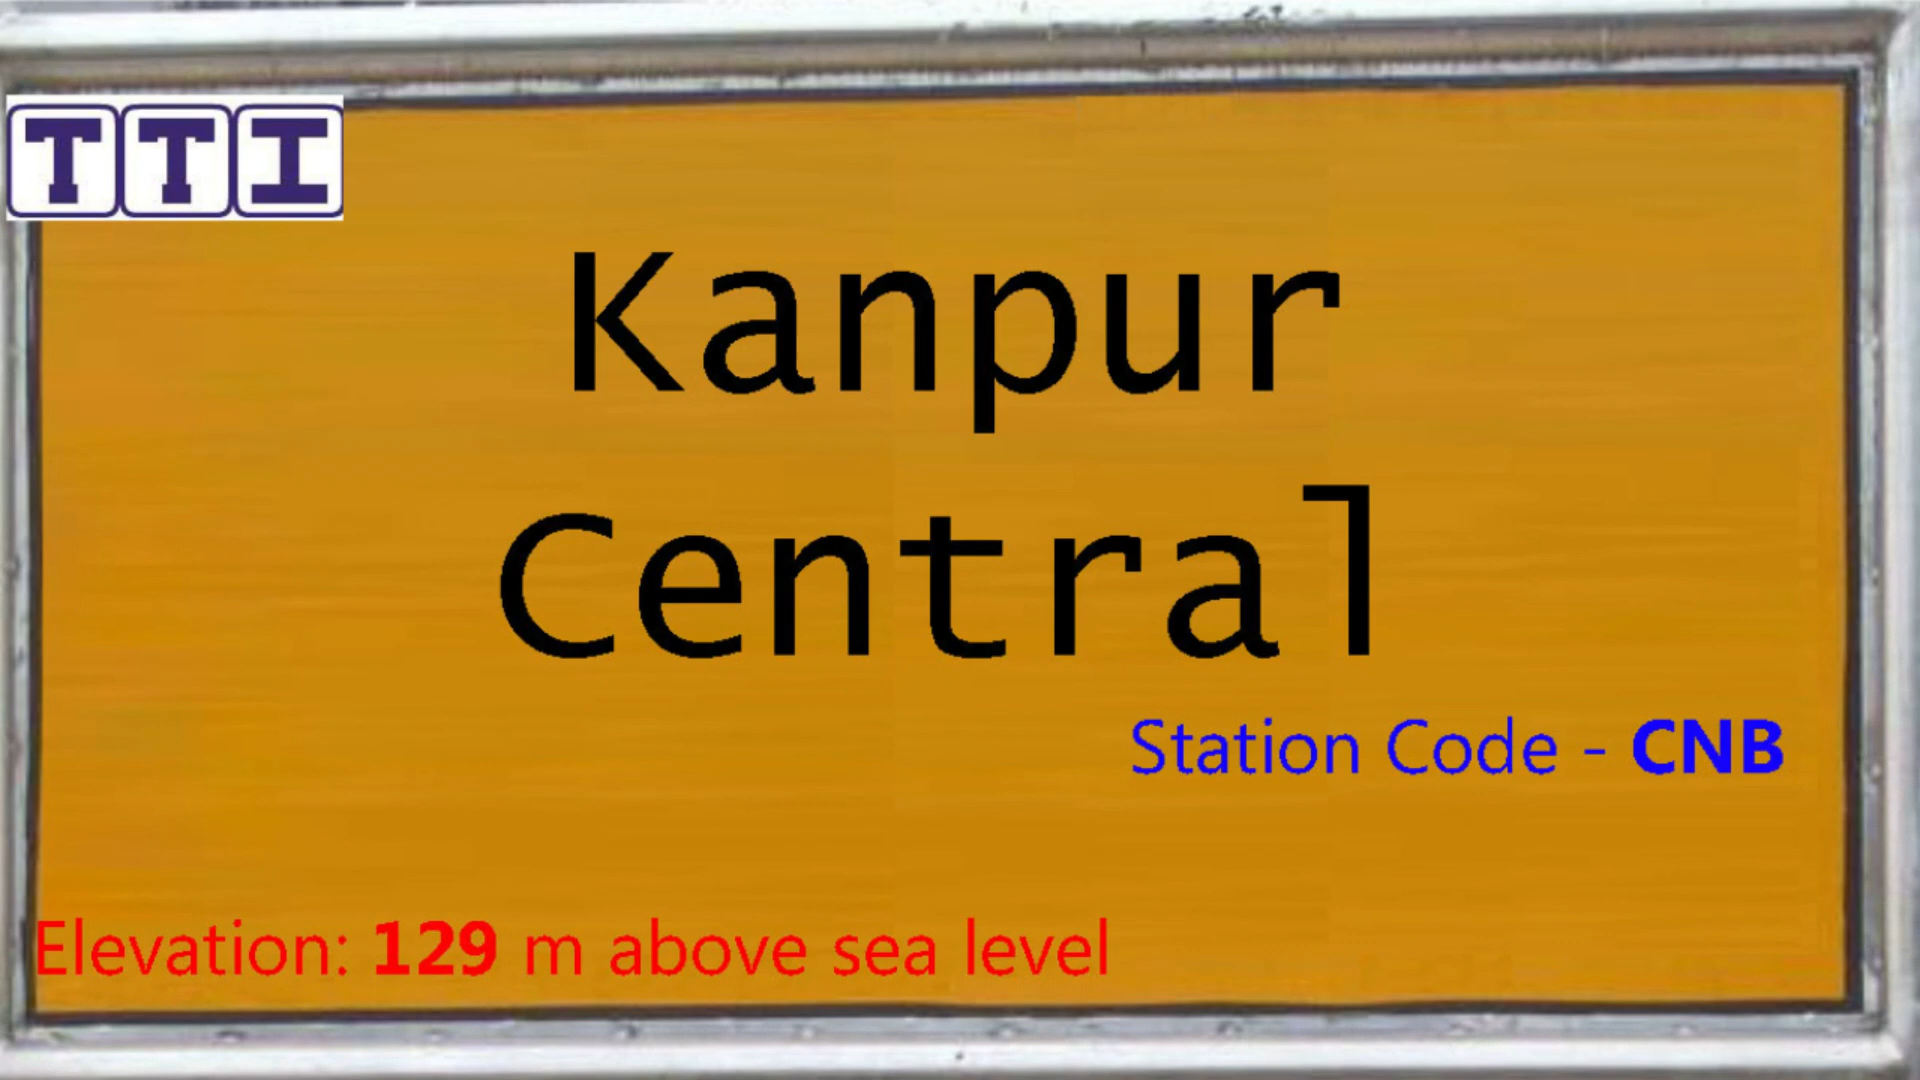 TTI
Kanpur
Central
Station Code - CNB
Elevation: 129 m above sea level